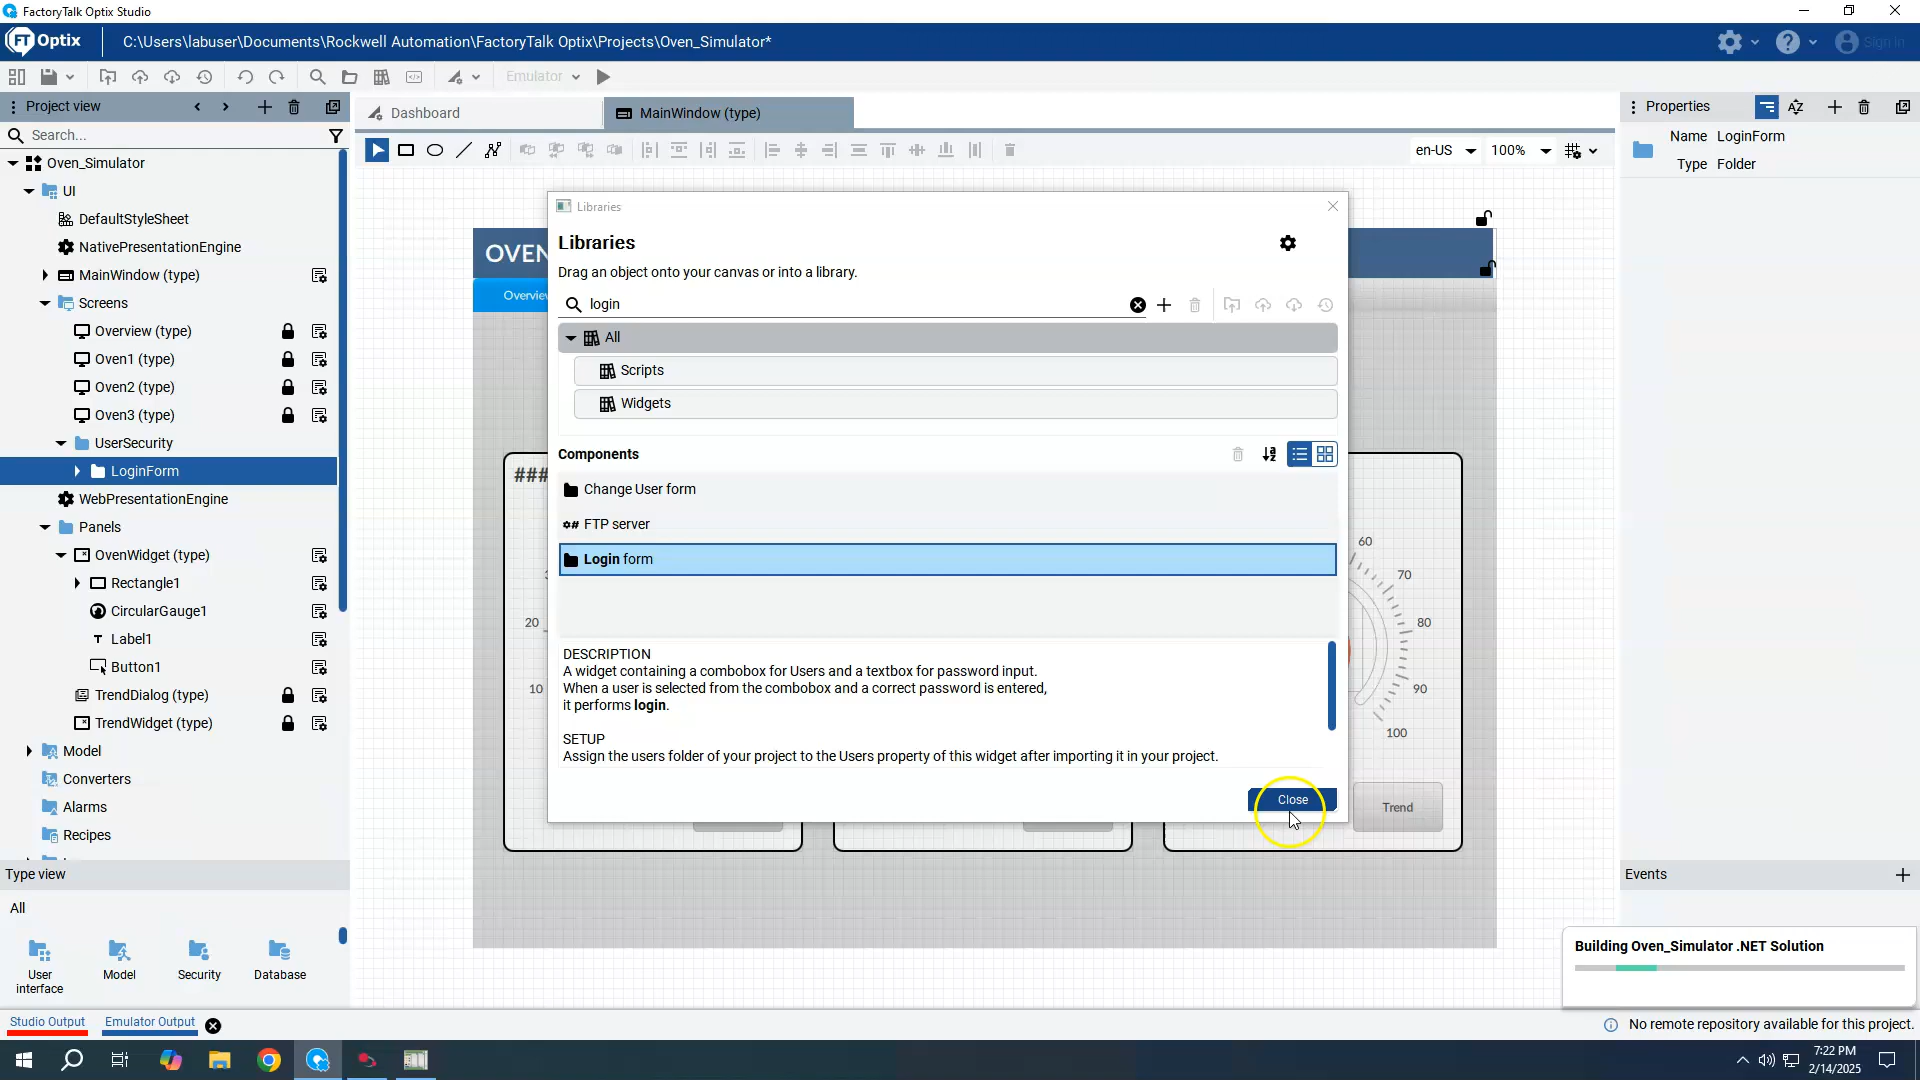 FactoryTalk Optix Studio
FT Optix
C:\Users\labuser\Documents\Rockwell Automation\FactoryTalk Optix\Projects\Oven_Simulator*
Sign In
Emulator
Project view
Search...
Oven_Simulator
UI
DefaultStyleSheet
NativePresentationEngine
MainWindow (type)
Screens
Overview (type)
Oven1 (type)
Oven2 (type)
Oven3 (type)
UserSecurity
LoginForm
WebPresentationEngine
Panels
OvenWidget (type)
Rectangle1
CircularGauge1
Label1
Button1
TrendDialog (type)
TrendWidget (type)
Model
Converters
Alarms
Recipes
Type view
All
User interface
Model
Security
Database
Dashboard
MainWindow (type)
en-US
100%
OVEN
Overview
###
20
10
Libraries
Libraries
Drag an object onto your canvas or into a library.
login
All
Scripts
Widgets
Components
Change User form
FTP server
Login form
DESCRIPTION
A widget containing a combobox for Users and a textbox for password input.
When a user is selected from the combobox and a correct password is entered,
it performs login.
SETUP
Assign the users folder of your project to the Users property of this widget after importing it in your project.
Close
60
70
80
90
100
Trend
Properties
Name LoginForm
Type Folder
Events
Building Oven_Simulator .NET Solution
Studio Output
Emulator Output
No remote repository available for this project.
7:22 PM
2/14/2025